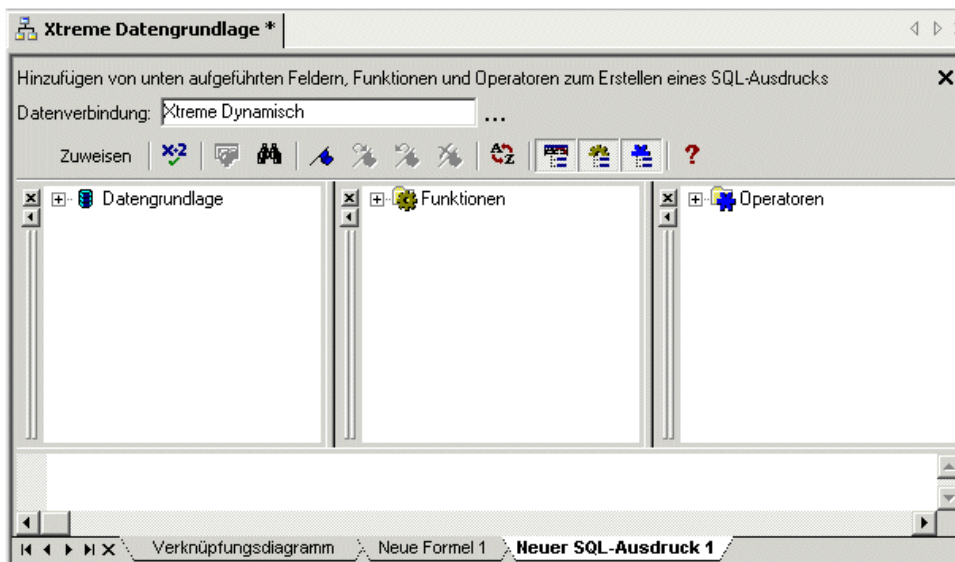 Xtreme Datengrundlage *
Hinzufügen von unten aufgeführten Feldern, Funktionen und Operatoren zum Erstellen eines SQL-Ausdrucks
Datenverbindung: Xtreme Dynamisch ...
Zuweisen X+2 A Z ?
Datengrundlage Funktionen Operatoren
Verknüpfungsdiagramm Neue Formel 1 Neuer SQL-Ausdruck 1